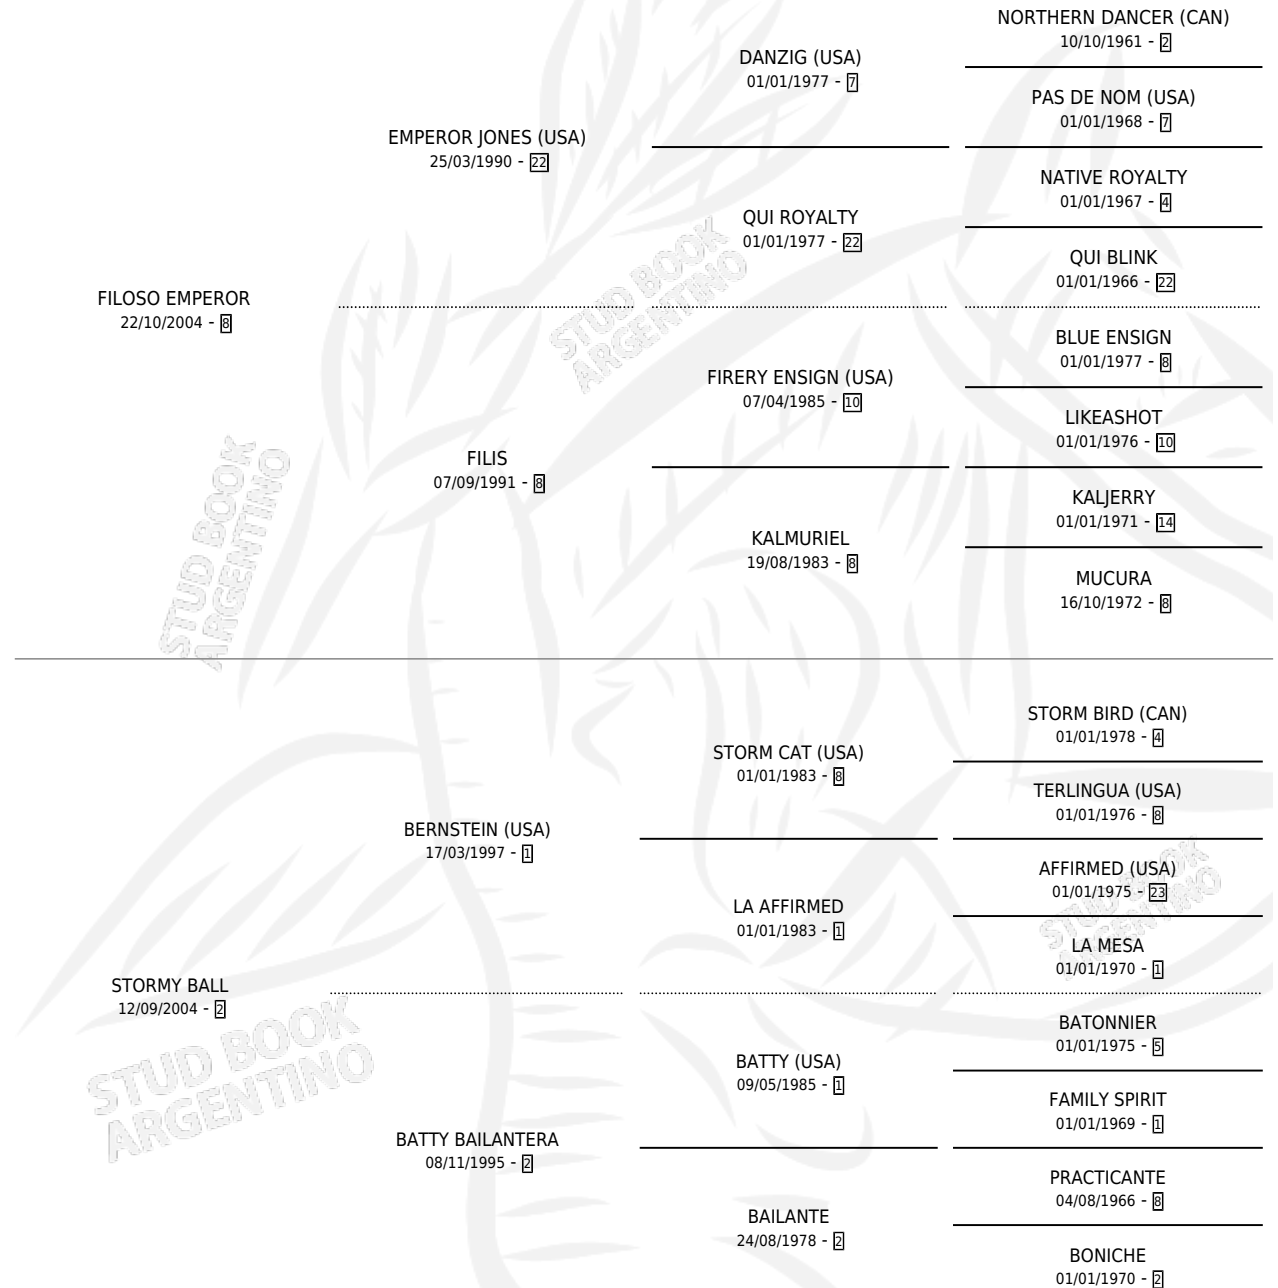 NORTHERN DANCER (CAN)
10/10/1961 - 2
DANZIG (USA)
01/01/1977 - 7
PAS DE NOM (USA)
01/01/1968 - 7
EMPEROR JONES (USA)
25/03/1990 - 22
NATIVE ROYALTY
01/01/1967 - 4
QUI ROYALTY
01/01/1977 - 22
QUI BLINK
01/01/1966 - 22
FILOSO EMPEROR
22/10/2004 - 8
STUD BOOK
ARGENTINO
BLUE ENSIGN
01/01/1977 - 8
FIRERY ENSIGN (USA)
07/04/1985 - 10
LIKEASHOT
01/01/1976 - 10
FILIS
07/09/1991 - 8
KALJERRY
01/01/1971 - 14
KALMURIEL
19/08/1983 - 8
MUCURA
16/10/1972 - 8
STUD BOOK
ARGENTINO
STORM BIRD (CAN)
01/01/1978 - 4
STORM CAT (USA)
01/01/1983 - 8
TERLINGUA (USA)
01/01/1976 - 8
BERNSTEIN (USA)
17/03/1997 - 1
AFFIRMED (USA)
01/01/1975 - 23
LA AFFIRMED
01/01/1983 - 1
STUD BOOK
ARGENTINO
LA MESA
01/01/1970 - 1
STORMY BALL
12/09/2004 - 2
BATONNIER
01/01/1975 - 5
BATTY (USA)
09/05/1985 - 1
STUD BOOK
ARGENTINO
FAMILY SPIRIT
01/01/1969 - 1
BATTY BAILANTERA
08/11/1995 - 2
PRACTICANTE
04/08/1966 - 8
BAILANTE
24/08/1978 - 2
BONICHE
01/01/1970 - 2